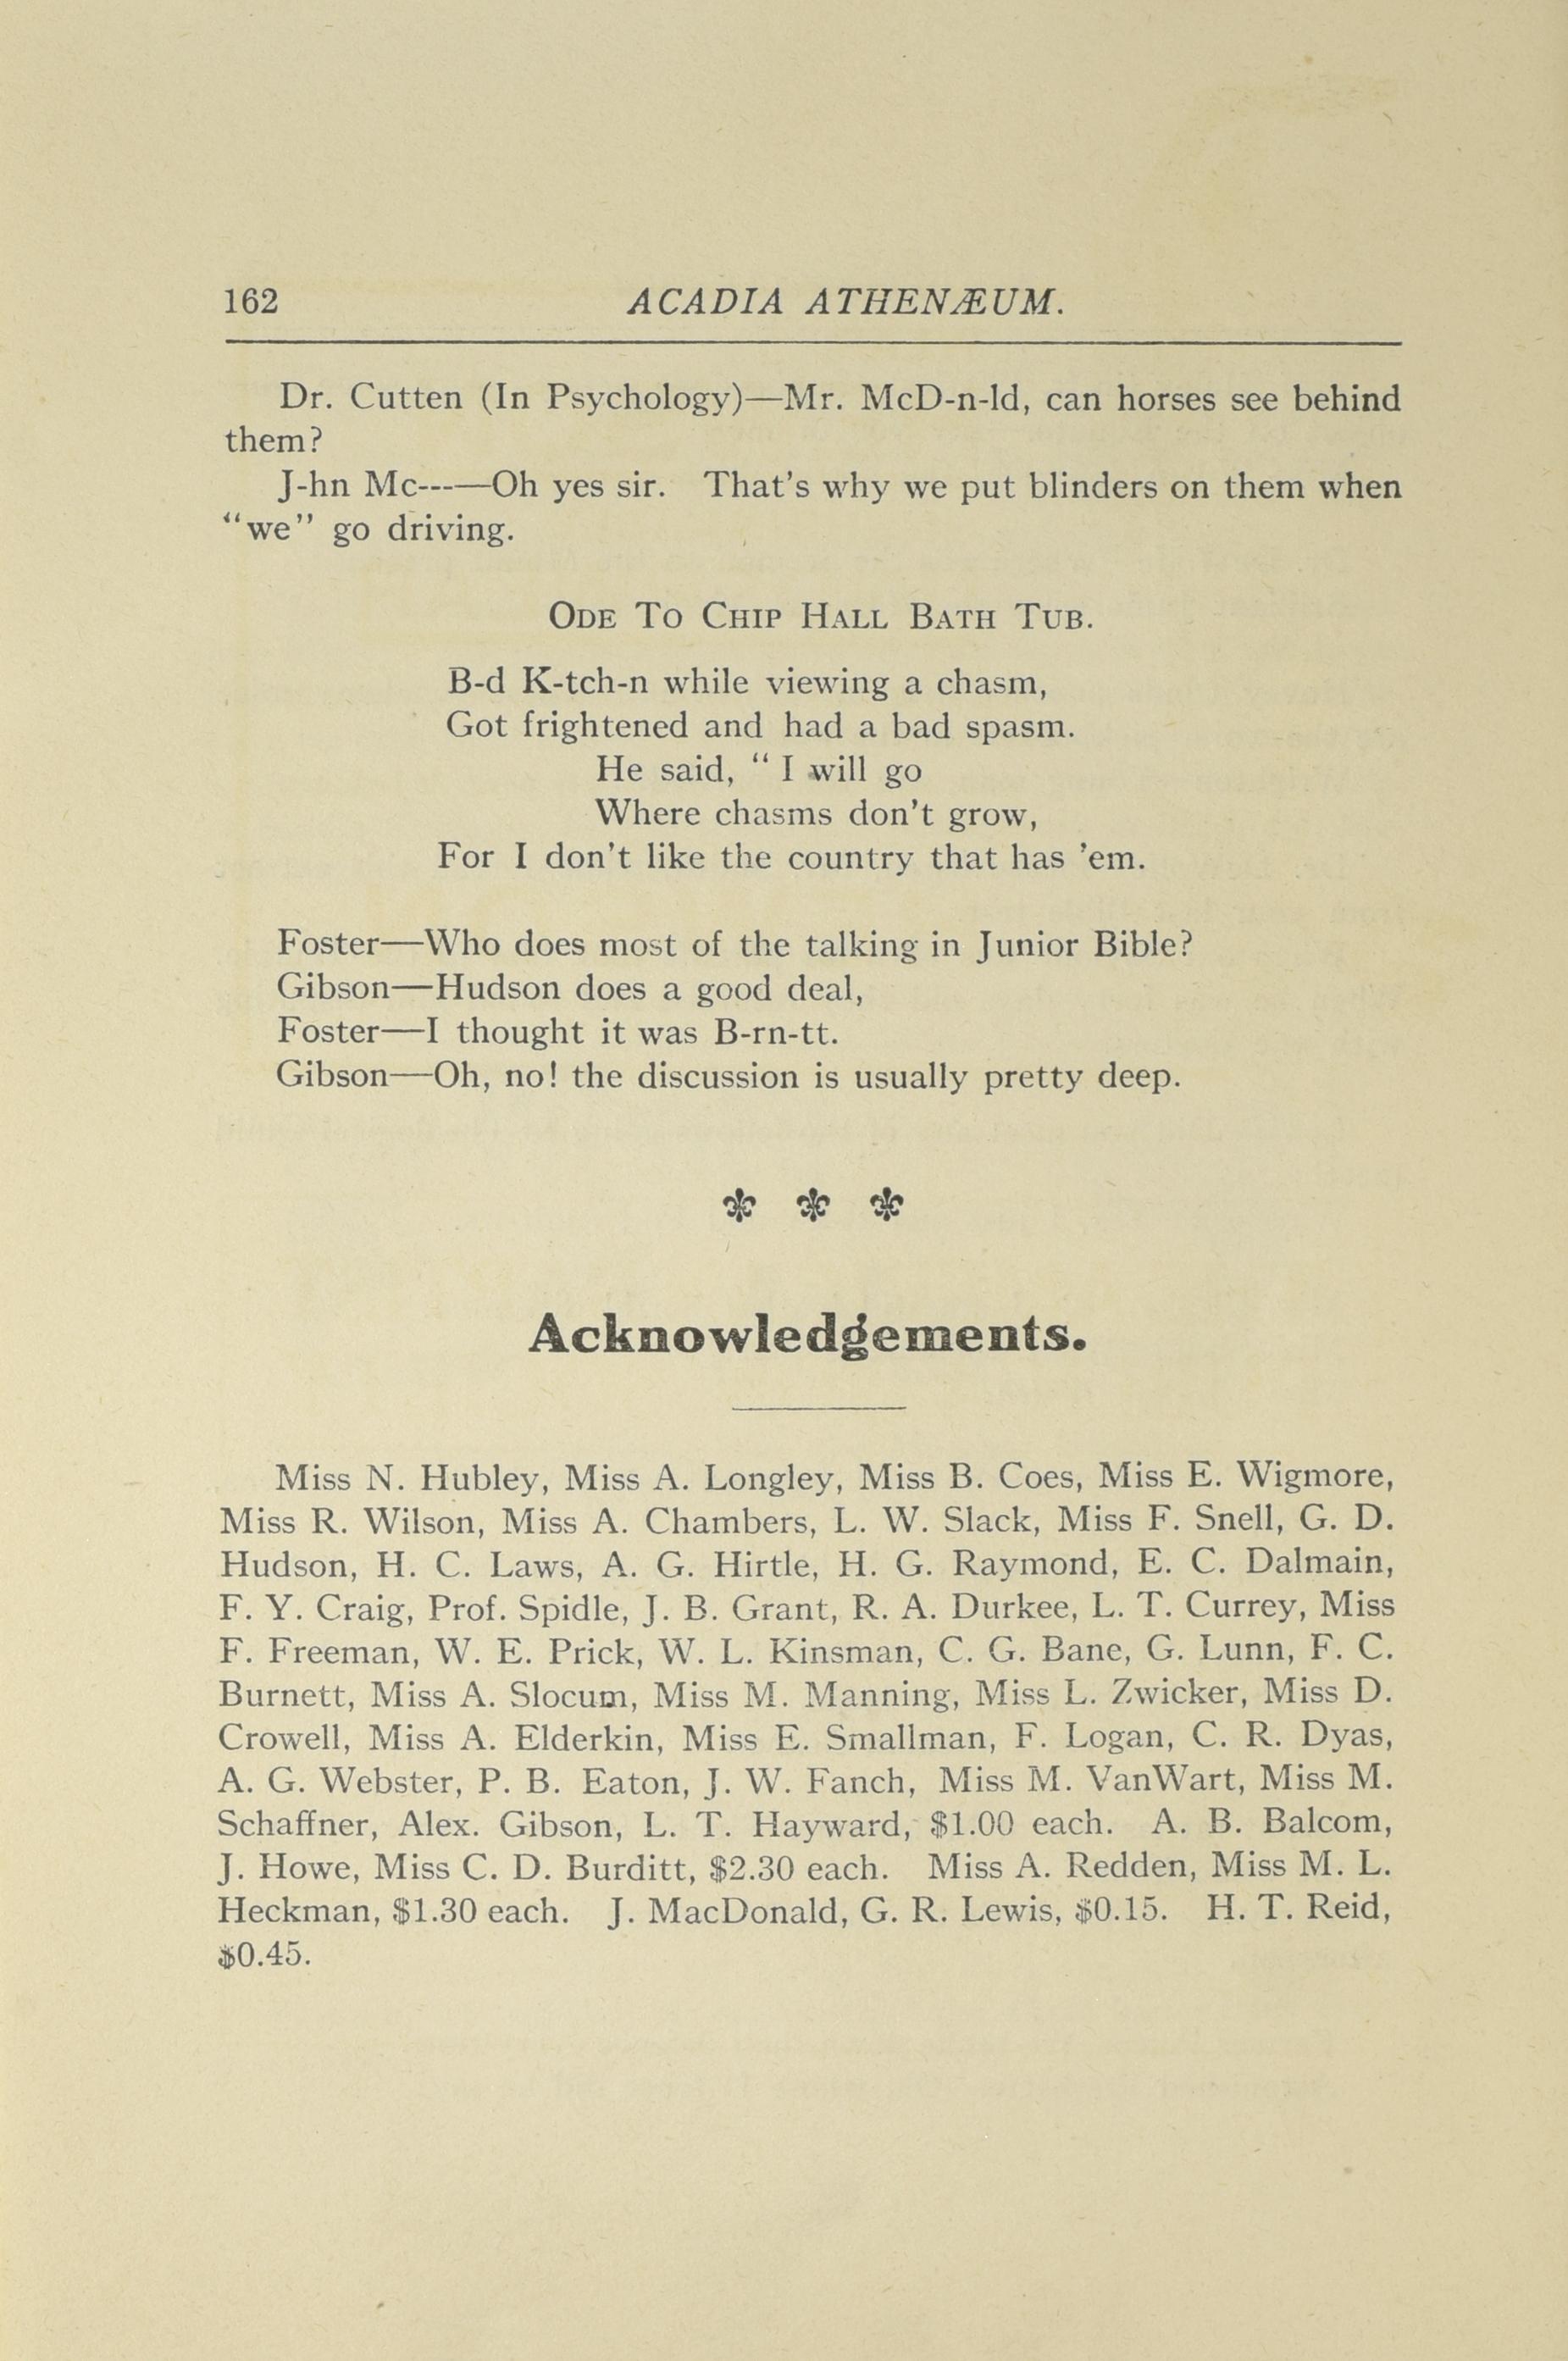 162 ACADIA ATHENÆUM.
Dr. Cutten (In Psychology)—Mr. McD-n-ld, can horses see behind
them?
J-hn Mc---—Oh yes sir. That's why we put blinders on them when
"we" go driving.
ODE TO CHIP HALL BATH TUB.
B-d K-tch-n while viewing a chasm,
Got frightened and had a bad spasm.
He said, " I will go
Where chasms don't grow,
For I don't like the country that has 'em.
Foster—Who does most of the talking in Junior Bible?
Gibson—Hudson does a good deal,
Foster—I thought it was B-rn-tt.
Gibson—Oh, no! the discussion is usually pretty deep.
Acknowledgements.
Miss N. Hubley, Miss A. Longley, Miss B. Coes, Miss E. Wigmore,
Miss R. Wilson, Miss A. Chambers, L. W. Slack, Miss F. Snell, G. D.
Hudson, H. C. Laws, A. G. Hirtle, H. G. Raymond, E. C. Dalmain,
F. Y. Craig, Prof. Spidle, J. B. Grant, R. A. Durkee, L. T. Currey, Miss
F. Freeman, W. E. Prick, W. L. Kinsman, C. G. Bane, G. Lunn, F. C.
Burnett, Miss A. Slocum, Miss M. Manning, Miss L. Zwicker, Miss D.
Crowell, Miss A. Elderkin, Miss E. Smallman, F. Logan, C. R. Dyas,
A. G. Webster, P. B. Eaton, J. W. Fanch, Miss M. VanWart, Miss M.
Schaffner, Alex. Gibson, L. T. Hayward, $1.00 each. A. B. Balcom,
J. Howe, Miss C. D. Burditt, $2.30 each. Miss A. Redden, Miss M. L.
Heckman, $1.30 each. J. MacDonald, G. R. Lewis, $0.15. H. T. Reid,
$0.45.